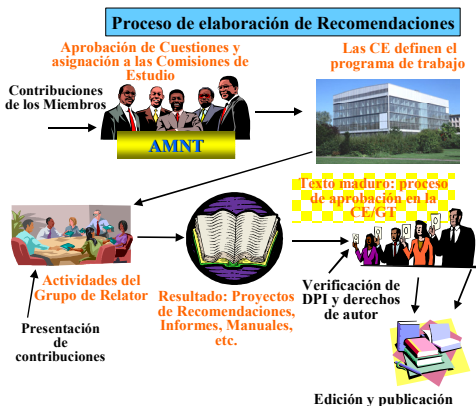 Proceso de elaboración de Recomendaciones
Aprobación de Cuestiones y
asignación a las Comisiones de
Estudio
Las CE definen el
programa de trabajo
Contribuciones
de los Miembros
AMNT
Texto maduro: proceso
de aprobación en la
CE/GT
Actividades del
Grupo de Relator
Resultado: Proyectos
de Recomendaciones,
Informes, Manuales,
etc.
Verificación de
DPI y derechos
de autor
Presentación
de
contribuciones
Edición y publicación